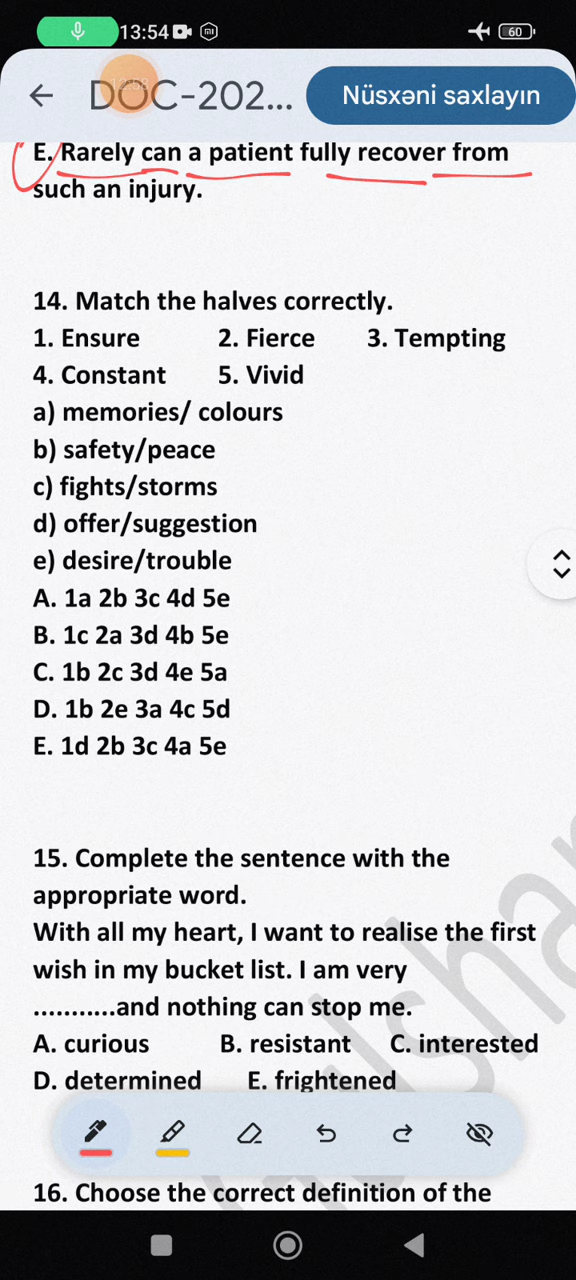 13:54
60
DOC-202...
Nüsxəni saxlayın
E. Rarely can a patient fully recover from
such an injury.
14. Match the halves correctly.
1. Ensure 2. Fierce 3. Tempting
4. Constant 5. Vivid
a) memories/ colours
b) safety/peace
c) fights/storms
d) offer/suggestion
e) desire/trouble
A. 1a 2b 3c 4d 5e
B. 1c 2a 3d 4b 5e
C. 1b 2c 3d 4e 5a
D. 1b 2e 3a 4c 5d
E. 1d 2b 3c 4a 5e
15. Complete the sentence with the
appropriate word.
With all my heart, I want to realise the first
wish in my bucket list. I am very
...........and nothing can stop me.
A. curious B. resistant C. interested
D. determined E. frightened
16. Choose the correct definition of the